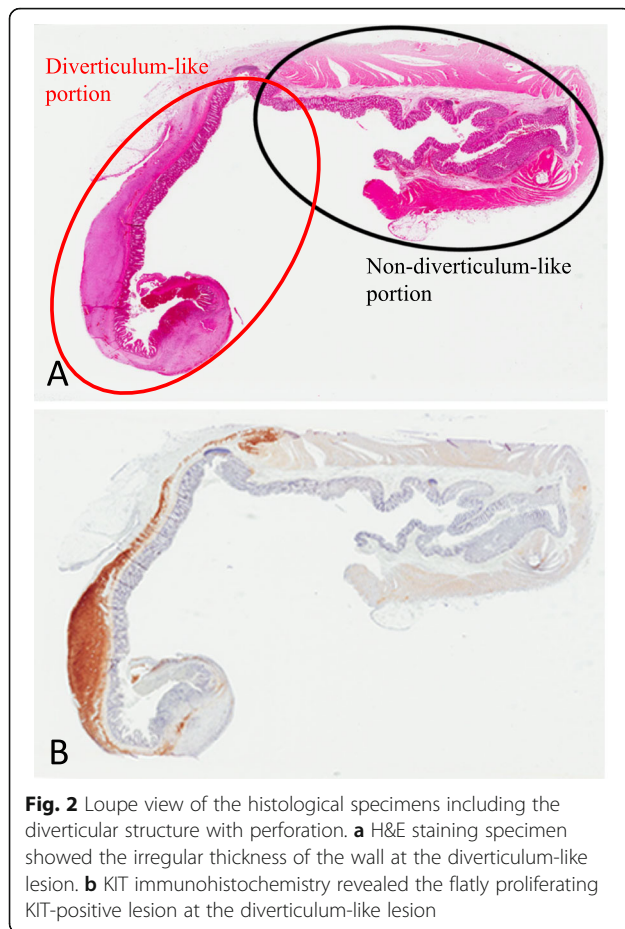 Diverticulum-like
portion
Non-diverticulum-like
portion
A
B
Fig. 2 Loupe view of the histological specimens including the
diverticular structure with perforation. a H&E staining specimen
showed the irregular thickness of the wall at the diverticulum-like
lesion. b KIT immunohistochemistry revealed the flatly proliferating
KIT-positive lesion at the diverticulum-like lesion